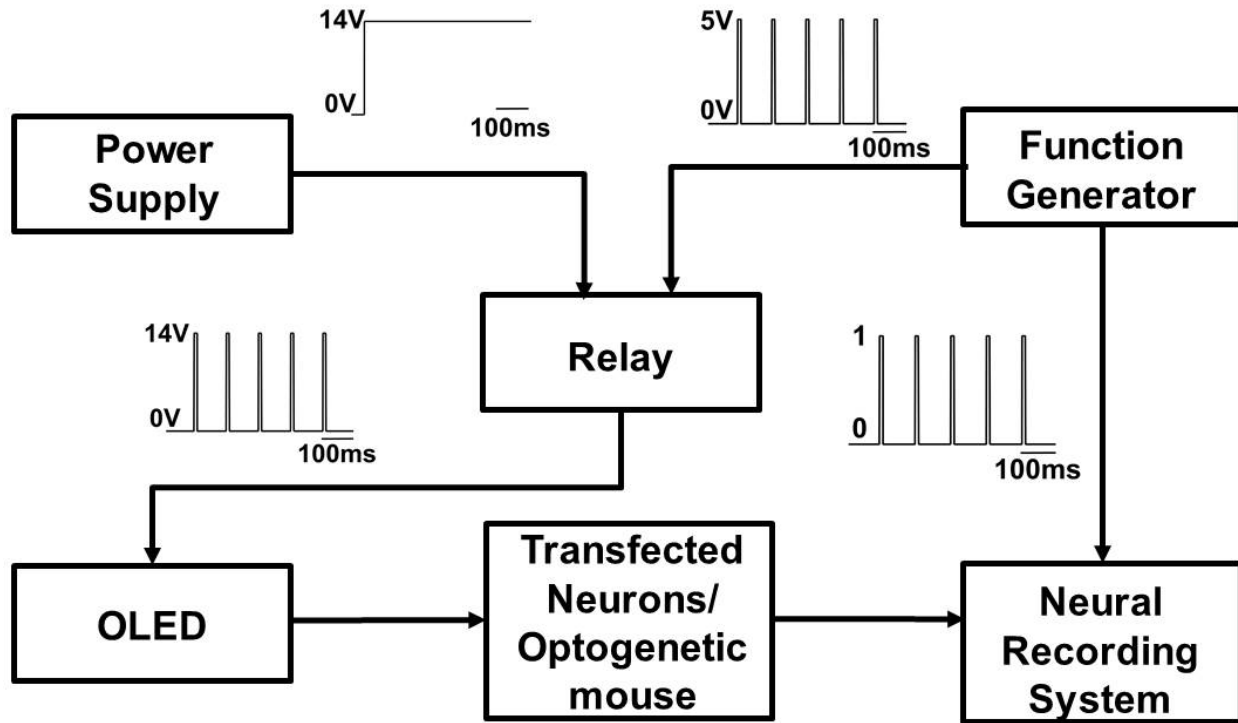 14V
0V
100ms
5V
0V
100ms
Power
Supply
Function
Generator
14V
0V
100ms
Relay
1
0
100ms
OLED
Transfected
Neurons/
Optogenetic
mouse
Neural
Recording
System